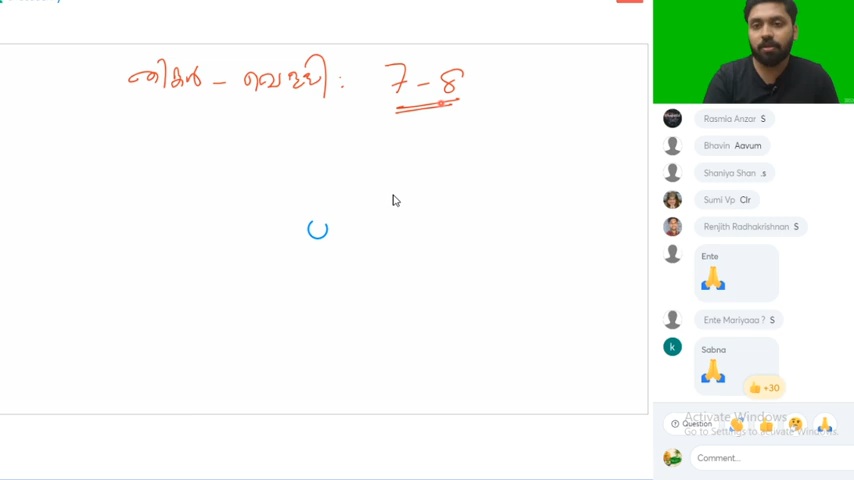 തിങ്കൾ - വെള്ളി : 7 - 8
Rasmia Anzar S
Bhavin Aavum
Shaniya Shan .s
Sumi Vp Clr
Renjith Radhakrishnan S
Ente
🙏
Ente Mariyaaa ? S
k
Sabna
🙏
👍 +30
Activate Windows
Question
Go to Settings to activate Windows.
Comment...